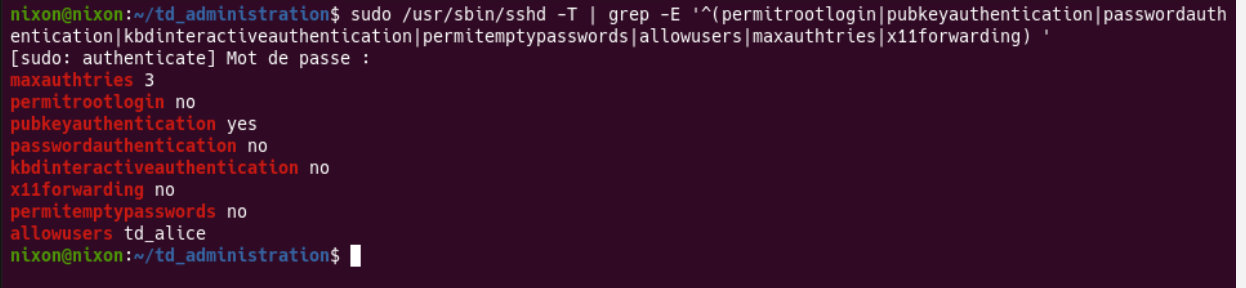 nixon@nixon:~/td_administration$ sudo /usr/sbin/sshd -T | grep -E '^(permitrootlogin|pubkeyauthentication|passwordauth
entication|kbdinteractiveauthentication|permitemptypasswords|allowusers|maxauthtries|x11forwarding) '
[sudo: authenticate] Mot de passe :
maxauthtries 3
permitrootlogin no
pubkeyauthentication yes
passwordauthentication no
kbdinteractiveauthentication no
x11forwarding no
permitemptypasswords no
allowusers td_alice
nixon@nixon:~/td_administration$